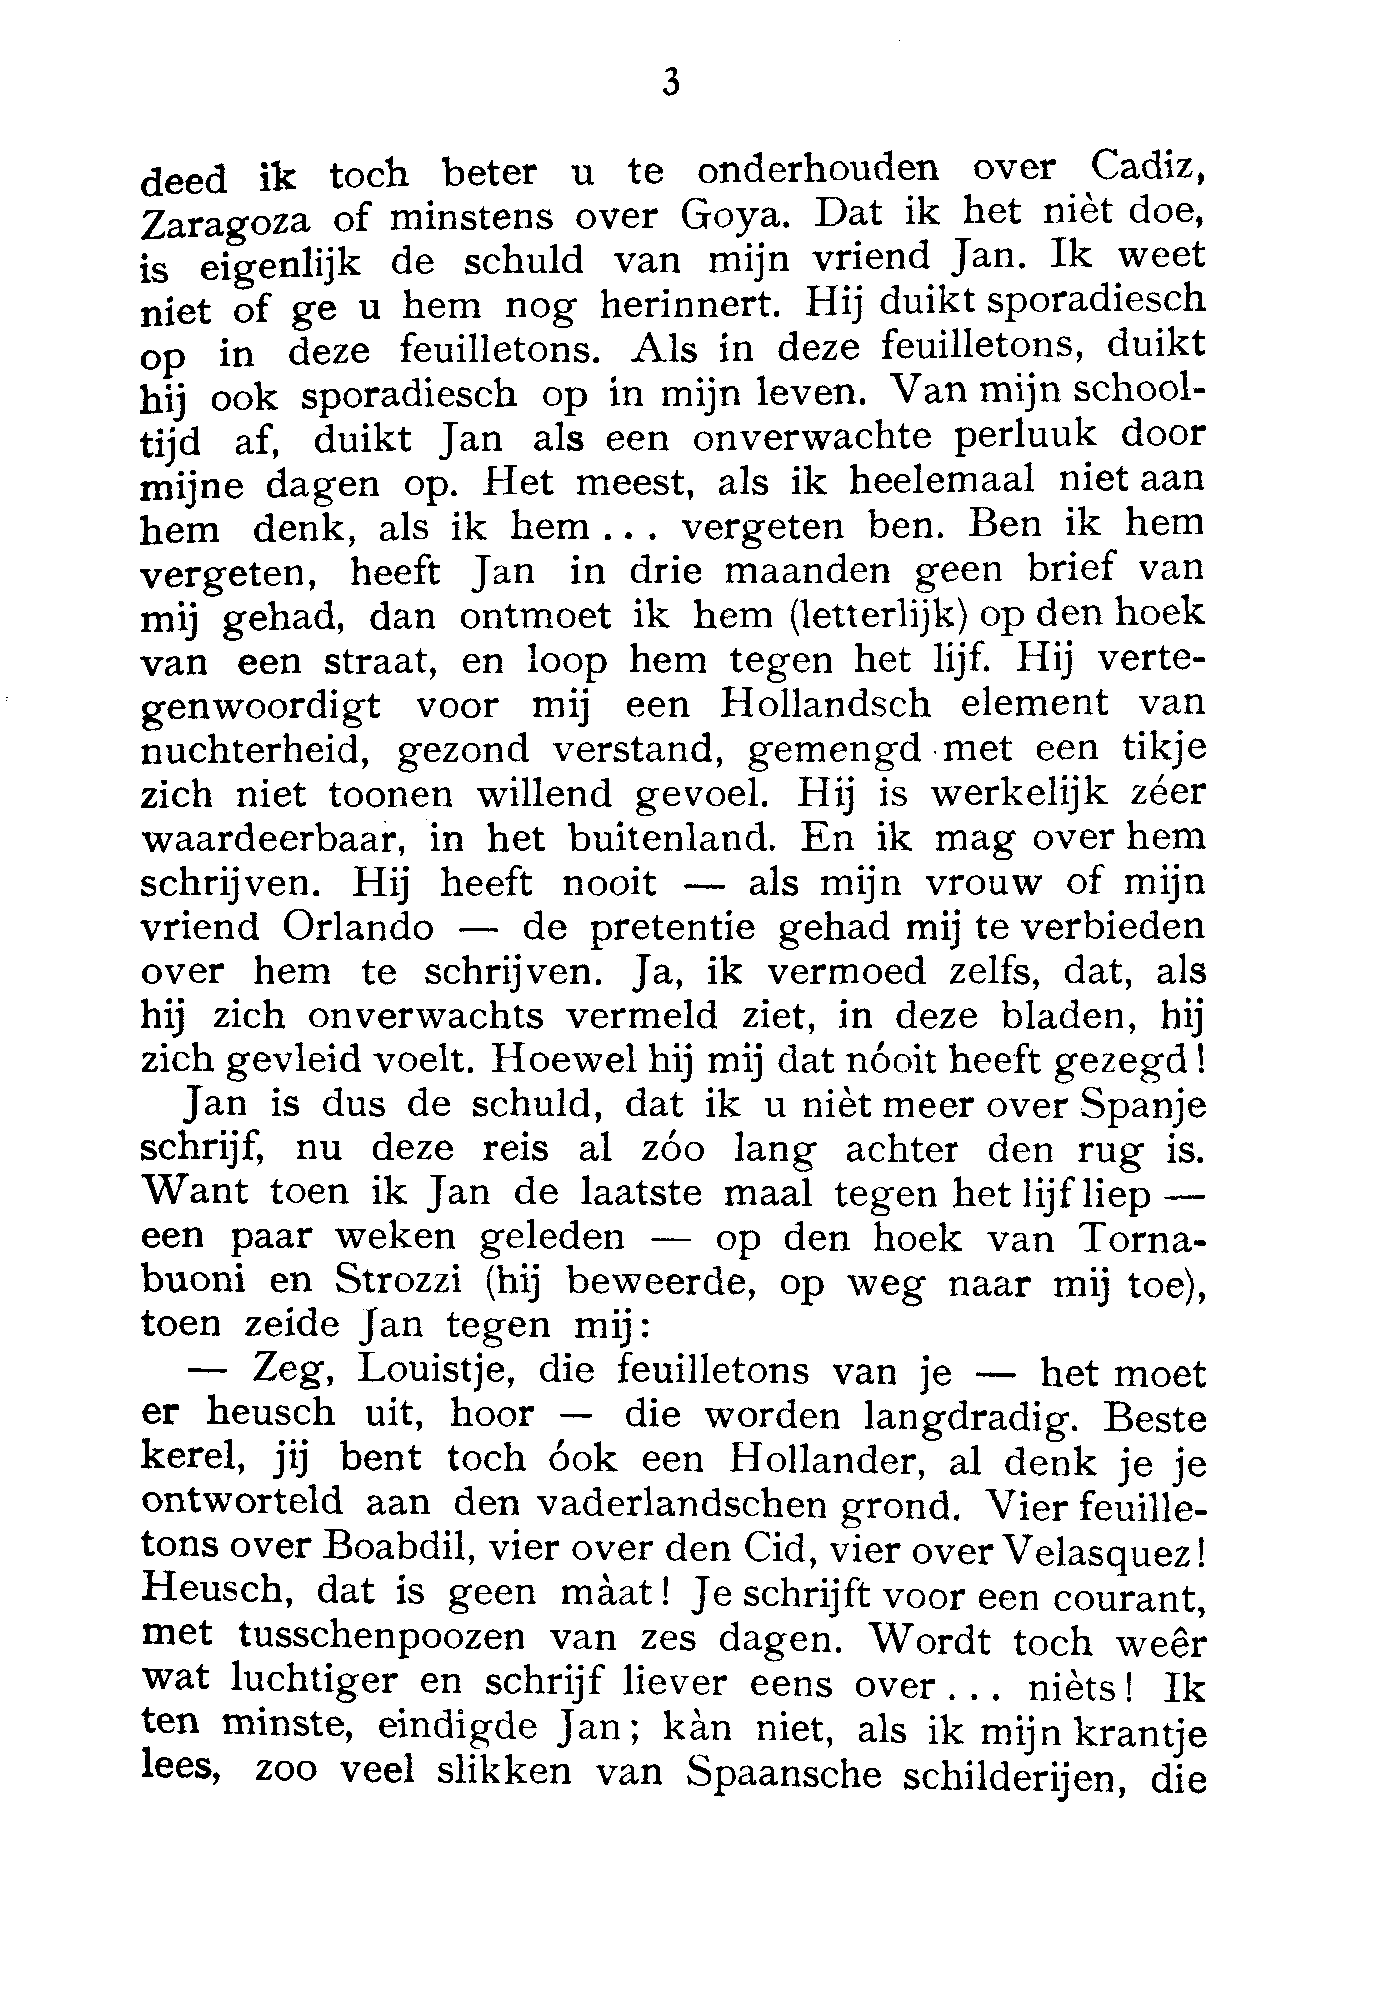 3
deed ik toch beter u te onderhouden over Cadiz,
Zaragoza of minstens over Goya. Dat ik het nièt doe,
is eigenlijk de schuld van mijn vriend Jan. Ik weet
niet of ge u hem nog herinnert. Hij duikt sporadiesch
op in deze feuilletons. Als in deze feuilletons, duikt
hij ook sporadiesch op in mijn leven. Van mijn school-
tijd af, duikt Jan als een onverwachte perluuk door
mijne dagen op. Het meest, als ik heelemaal niet aan
hem denk, als ik hem ... vergeten ben. Ben ik hem
vergeten, heeft Jan in drie maanden geen brief van
mij gehad, dan ontmoet ik hem (letterlijk) op den hoek
van een straat, en loop hem tegen het lijf. Hij verte-
genwoordigt voor mij een Hollandsch element van
nuchterheid, gezond verstand, gemengd met een tikje
zich niet toonen willend gevoel. Hij is werkelijk zéer
waardeerbaar, in het buitenland. En ik mag over hem
schrijven. Hij heeft nooit — als mijn vrouw of mijn
vriend Orlando — de pretentie gehad mij te verbieden
over hem te schrijven. Ja, ik vermoed zelfs, dat, als
hij zich onverwachts vermeld ziet, in deze bladen, hij
zich gevleid voelt. Hoewel hij mij dat nóoit heeft gezegd!
Jan is dus de schuld, dat ik u nièt meer over Spanje
schrijf, nu deze reis al zóo lang achter den rug is.
Want toen ik Jan de laatste maal tegen het lijf liep —
een paar weken geleden — op den hoek van Torna-
buoni en Strozzi (hij beweerde, op weg naar mij toe),
toen zeide Jan tegen mij:
— Zeg, Louistje, die feuilletons van je — het moet
er heusch uit, hoor — die worden langdradig. Beste
kerel, jij bent toch óok een Hollander, al denk je je
ontworteld aan den vaderlandschen grond. Vier feuille-
tons over Boabdil, vier over den Cid, vier over Velasquez!
Heusch, dat is geen màat! Je schrijft voor een courant,
met tusschenpoozen van zes dagen. Wordt toch weêr
wat luchtiger en schrijf liever eens over ... nièts! Ik
ten minste, eindigde Jan; kàn niet, als ik mijn krantje
lees, zoo veel slikken van Spaansche schilderijen, die